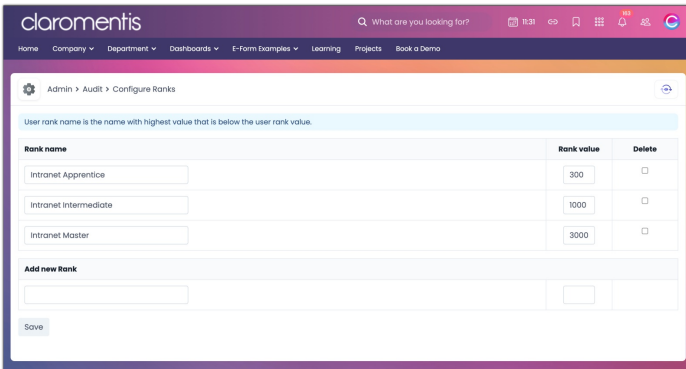 claromentis
What are you looking for?
11:31
163
Home Company Department Dashboards E-Form Examples Learning Projects Book a Demo
Admin > Audit > Configure Ranks
User rank name is the name with highest value that is below the user rank value.
Rank name Rank value Delete
Intranet Apprentice 300
Intranet Intermediate 1000
Intranet Master 3000
Add new Rank
Save